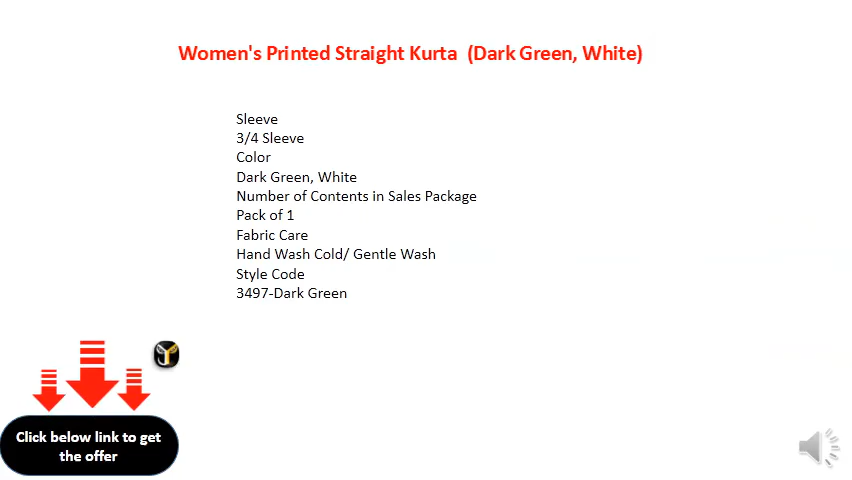 Women's Printed Straight Kurta  (Dark Green, White)
Sleeve
3/4 Sleeve
Color
Dark Green, White
Number of Contents in Sales Package
Pack of 1
Fabric Care
Hand Wash Cold/ Gentle Wash
Style Code
3497-Dark Green
Click below link to get
the offer